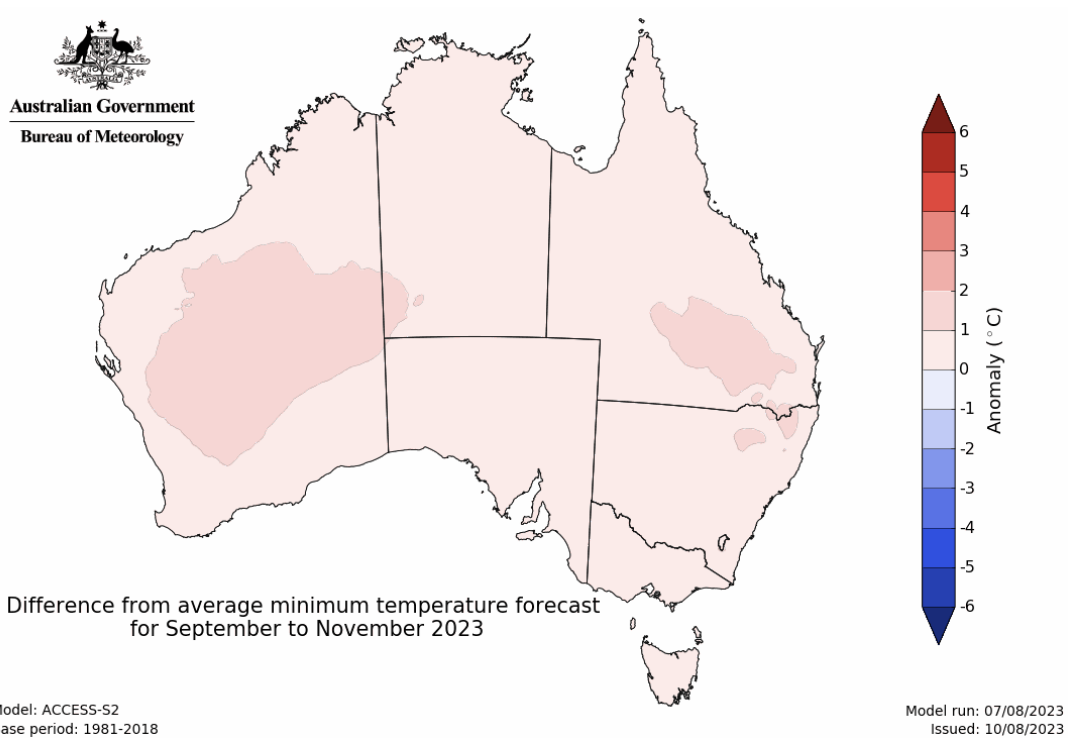 Australian Government
Bureau of Meteorology
6
5
4
3
2
1
0
-1
-2
-3
-4
-5
-6
Anomaly (°C)
Difference from average minimum temperature forecast
for September to November 2023
Model: ACCESS-S2
ase period: 1981-2018
Model run: 07/08/2023
Issued: 10/08/2023